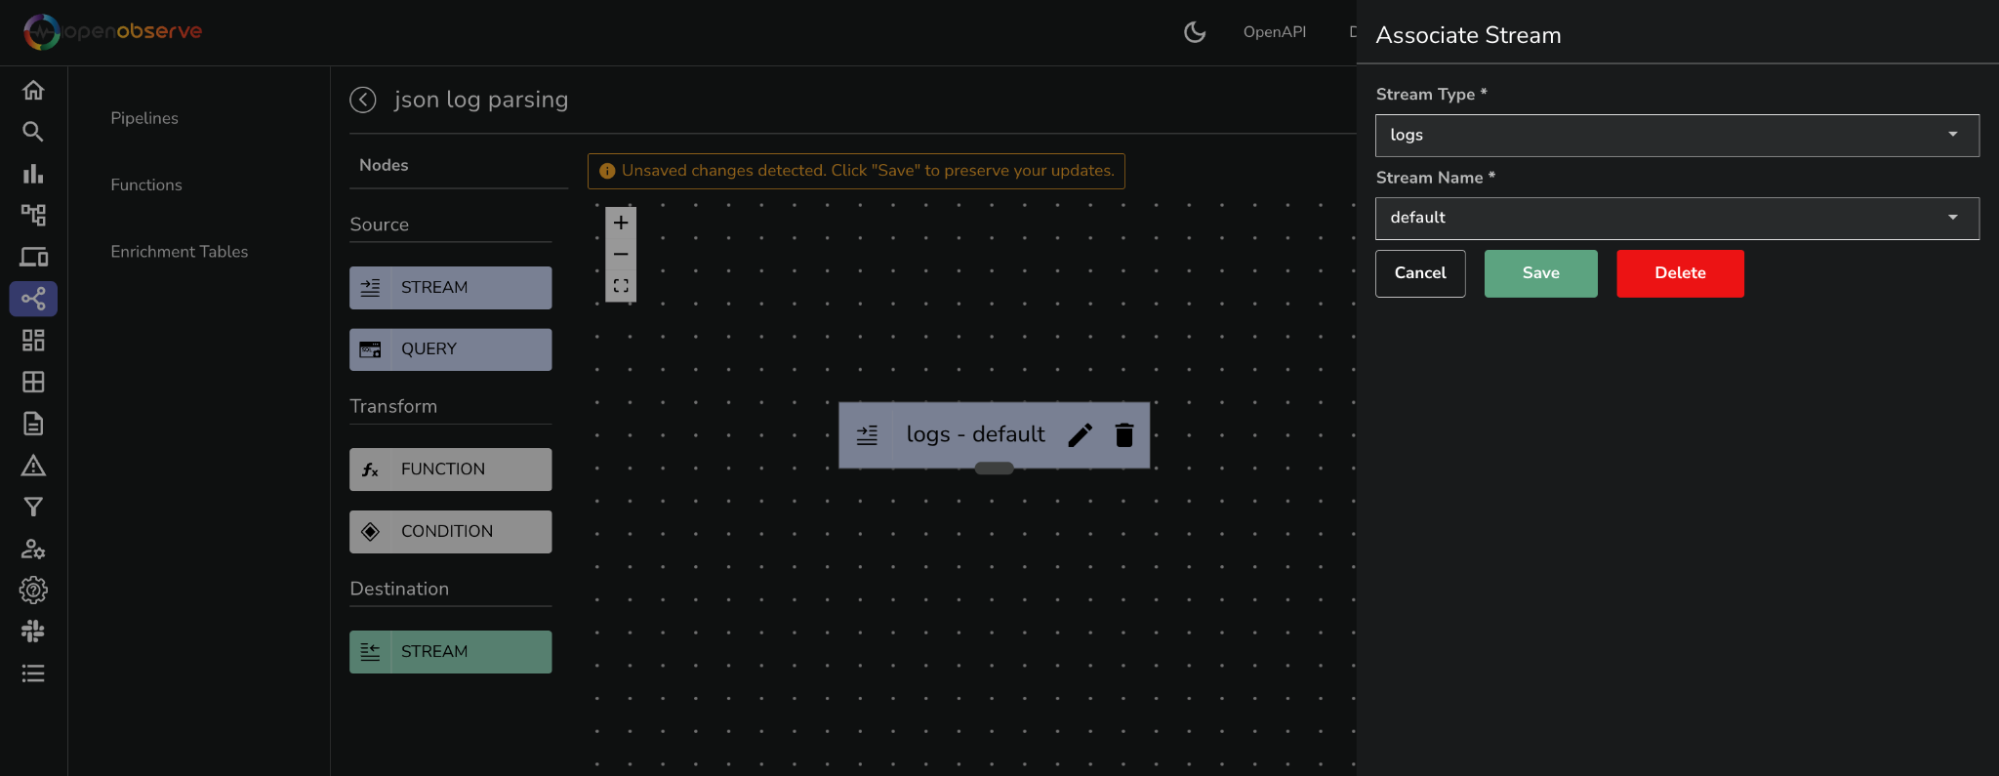 openobserve
OpenAPI
Associate Stream
Stream Type *
logs
Stream Name *
default
Cancel
Save
Delete
Pipelines
Functions
Enrichment Tables
json log parsing
Nodes
Unsaved changes detected. Click "Save" to preserve your updates.
Source
STREAM
QUERY
Transform
FUNCTION
CONDITION
Destination
STREAM
logs - default